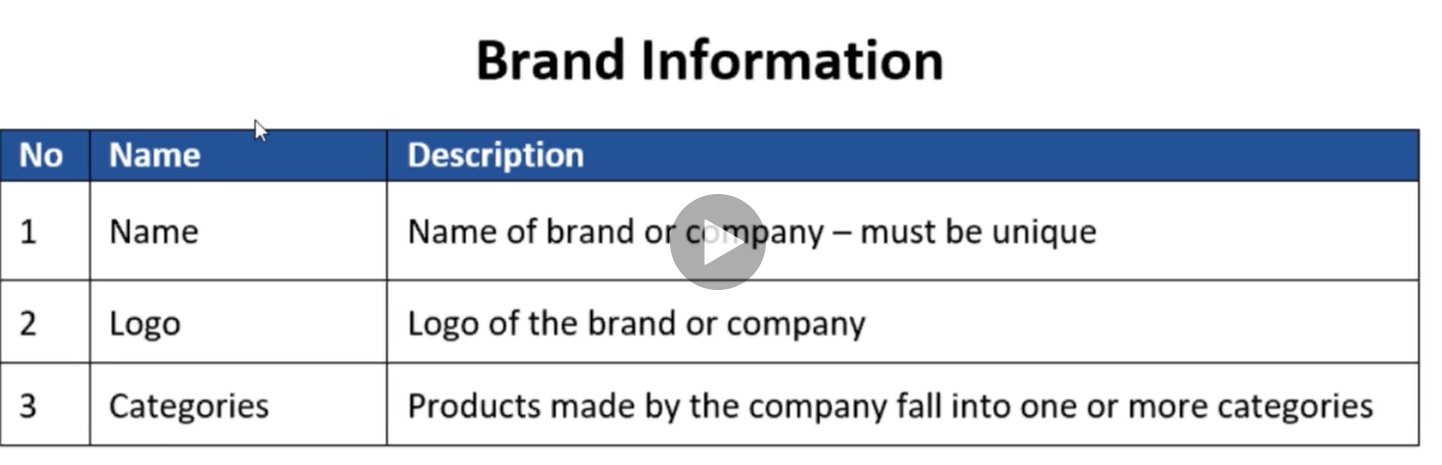 Brand Information
No Name Description
1 Name Name of brand or company – must be unique
2 Logo Logo of the brand or company
3 Categories Products made by the company fall into one or more categories